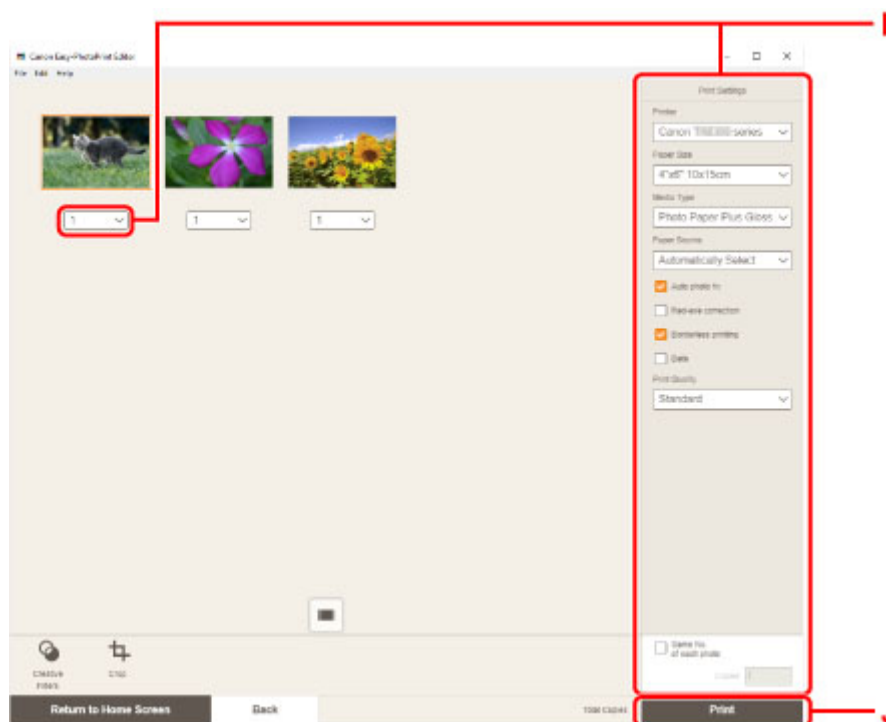 Canon Easy-PhotoPrint Editor
File Edit Help
Print Settings
Printer
Canon series
Paper Size
4"x6" 10x15cm
Media Type
Photo Paper Plus Gloss
Paper Source
Automatically Select
Auto photo fix
Red-eye correction
Borderless printing
Date
Print Quality
Standard
1
1
1
Creative
Filters
Crop
Same No.
of each photo
Copies 1
Return to Home Screen
Back
Total Copies
Print